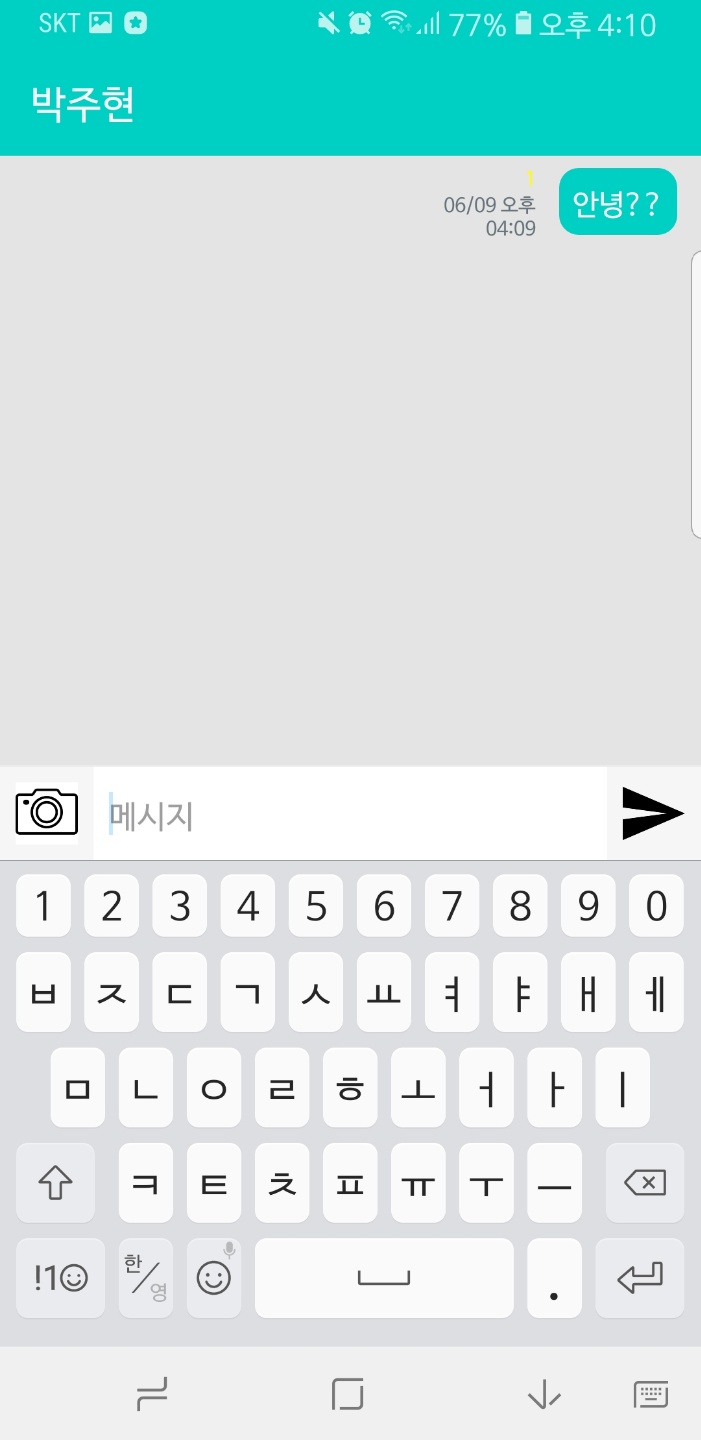 SKT 77% 오후 4:10
박주현
1
06/09 오후
04:09
안녕??
메시지
1 2 3 4 5 6 7 8 9 0
ㅂ ㅈ ㄷ ㄱ ㅅ ㅛ ㅕ ㅑ ㅐ ㅔ
ㅁ ㄴ ㅇ ㄹ ㅎ ㅗ ㅓ ㅏ ㅣ
ㅋ ㅌ ㅊ ㅍ ㅠ ㅜ ㅡ
!1☺ 한/영 .